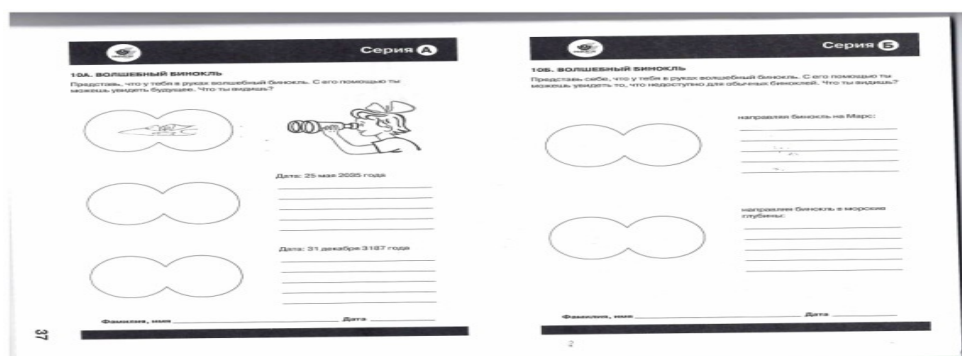 Серия А
10А. ВОЛШЕБНЫЙ БИНОКЛЬ
Представь, что у тебя в руках волшебный бинокль. С его помощью ты
можешь увидеть будущее. Что ты видишь?
Дата: 25 мая 2035 года
Дата: 31 декабря 3187 года
Фамилия, имя Дата
37
Серия Б
10Б. ВОЛШЕБНЫЙ БИНОКЛЬ
Представь себе, что у тебя в руках волшебный бинокль. С его помощью ты
можешь увидеть то, что недоступно для обычных биноклей. Что ты видишь?
направляя бинокль на Марс:
направляя бинокль в морские
глубины:
Фамилия, имя Дата
2